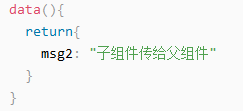 data(){
  return{
    msg2: "子组件传给父组件"
  }
}